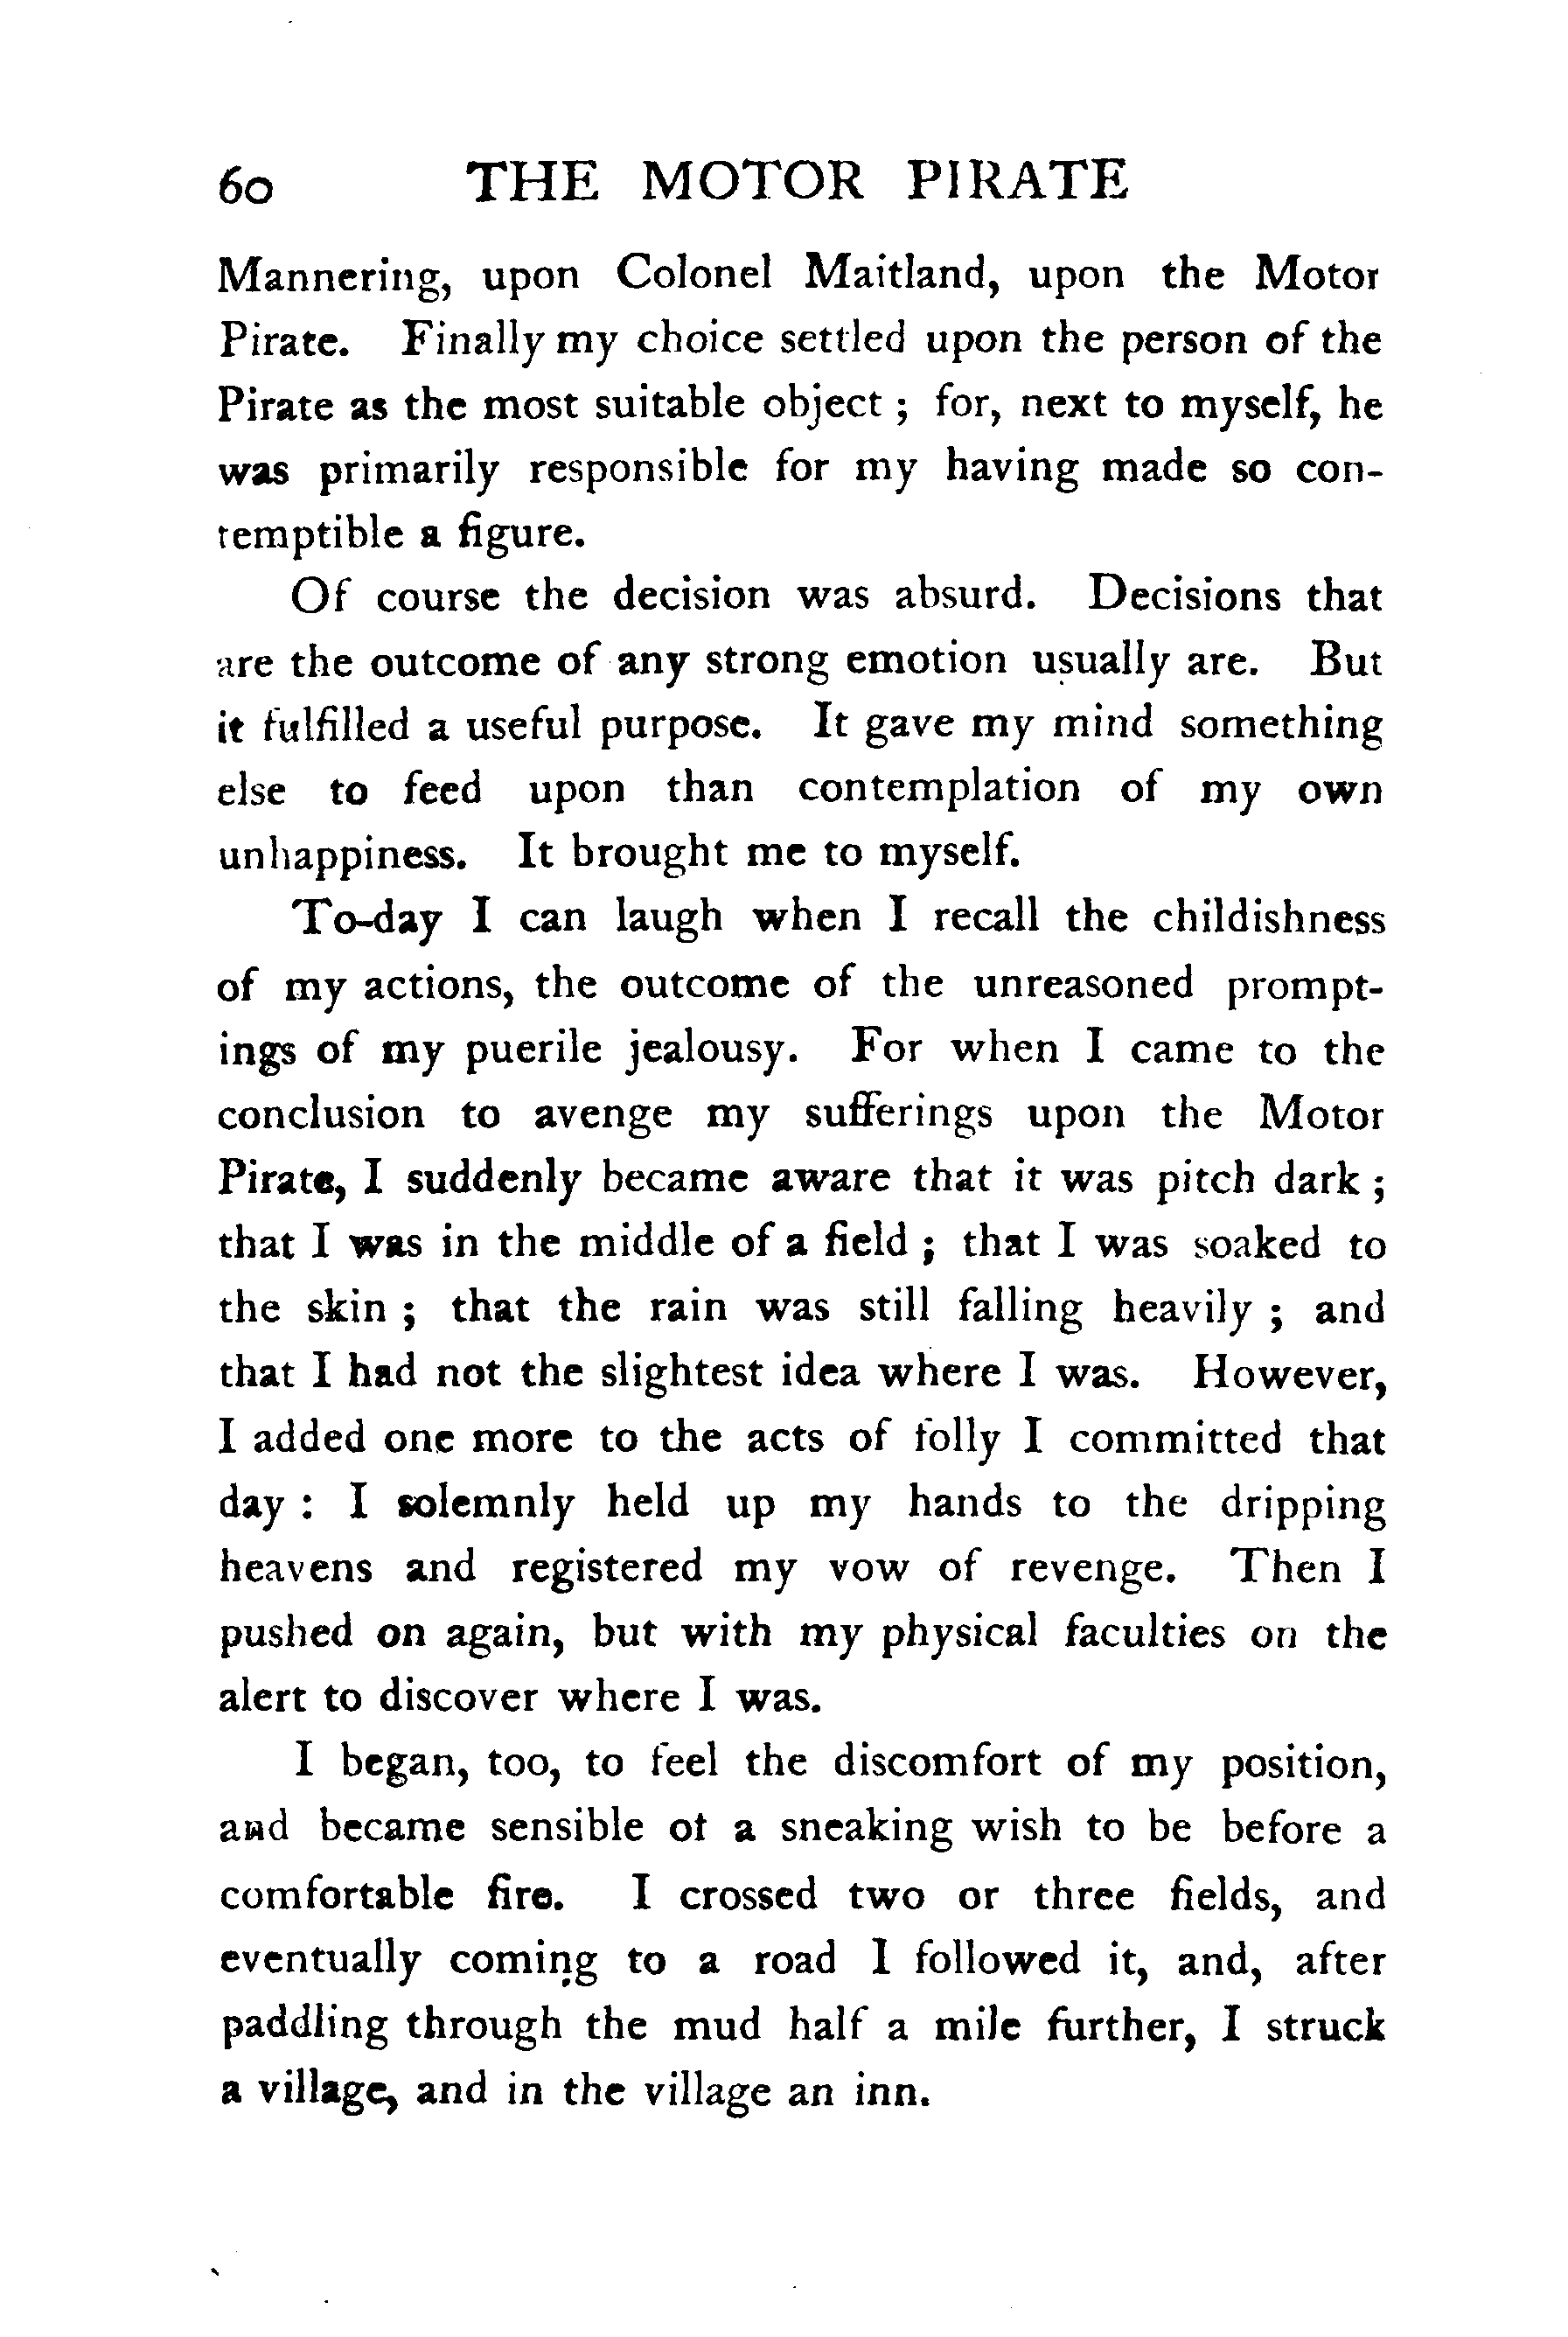 60 THE MOTOR PIRATE
Mannering, upon Colonel Maitland, upon the Motor
Pirate. Finally my choice settled upon the person of the
Pirate as the most suitable object ; for, next to myself, he
was primarily responsible for my having made so con-
temptible a figure.
Of course the decision was absurd. Decisions that
are the outcome of any strong emotion usually are. But
it fulfilled a useful purpose. It gave my mind something
else to feed upon than contemplation of my own
unhappiness. It brought me to myself.
To-day I can laugh when I recall the childishness
of my actions, the outcome of the unreasoned prompt-
ings of my puerile jealousy. For when I came to the
conclusion to avenge my sufferings upon the Motor
Pirate, I suddenly became aware that it was pitch dark ;
that I was in the middle of a field ; that I was soaked to
the skin ; that the rain was still falling heavily ; and
that I had not the slightest idea where I was. However,
I added one more to the acts of folly I committed that
day : I solemnly held up my hands to the dripping
heavens and registered my vow of revenge. Then I
pushed on again, but with my physical faculties on the
alert to discover where I was.
I began, too, to feel the discomfort of my position,
and became sensible of a sneaking wish to be before a
comfortable fire. I crossed two or three fields, and
eventually coming to a road I followed it, and, after
paddling through the mud half a mile further, I struck
a village, and in the village an inn.